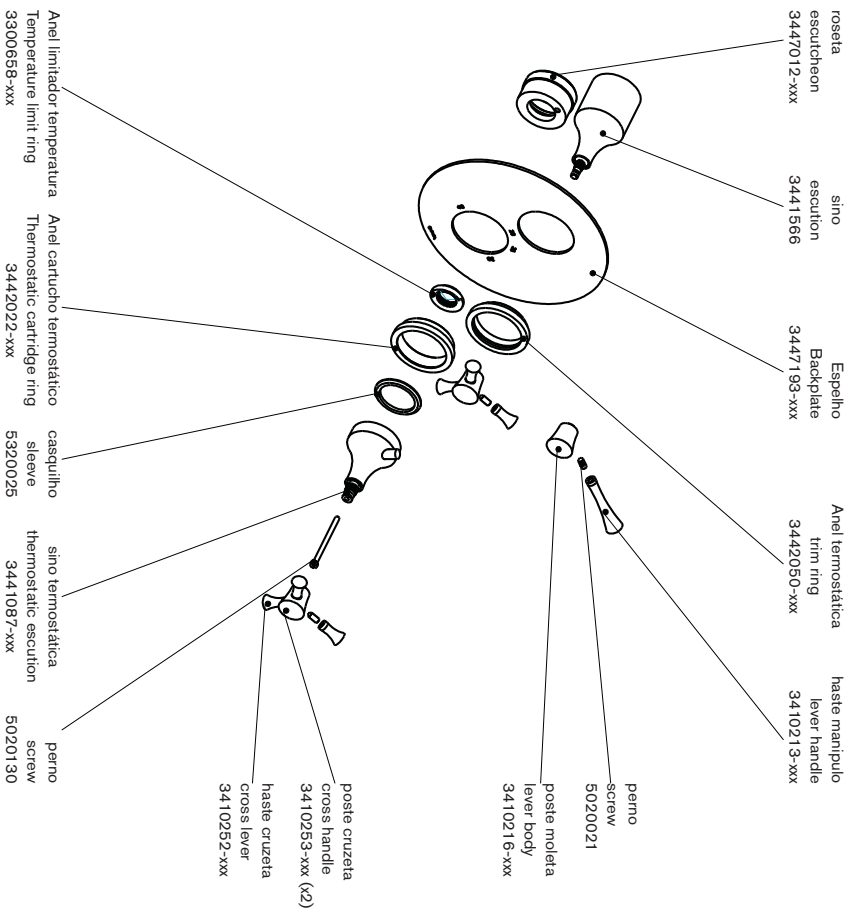 roseta
escutcheon
3447012-xxx
sino
escution
3441566
Espelho
Backplate
3447193-xxx
Anel termostática
trim ring
3442050-xxx
haste manipulo
lever handle
3410213-xxx
perno
screw
5020021
poste moleta
lever body
3410216-xxx
poste cruzeta
cross handle
3410253-xxx (x2)
haste cruzeta
cross lever
3410252-xxx
Anel limitador temperatura
Temperature limit ring
3300658-xxx
Anel cartucho termostático
Thermostatic cartridge ring
3442022-xxx
casquilho
sleeve
5320025
sino termostática
thermostatic escution
3441087-xxx
perno
screw
5020130